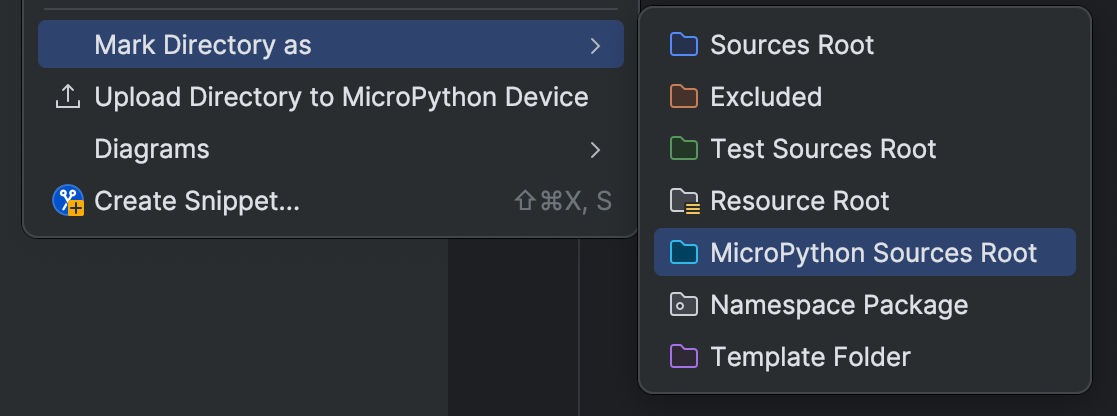 Mark Directory as
Upload Directory to MicroPython Device
Diagrams
Create Snippet... ⇧⌘X, S
Sources Root
Excluded
Test Sources Root
Resource Root
MicroPython Sources Root
Namespace Package
Template Folder